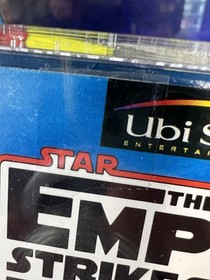 Ubi S
ENTERTAI
STAR
THE
EMP
STRIKE